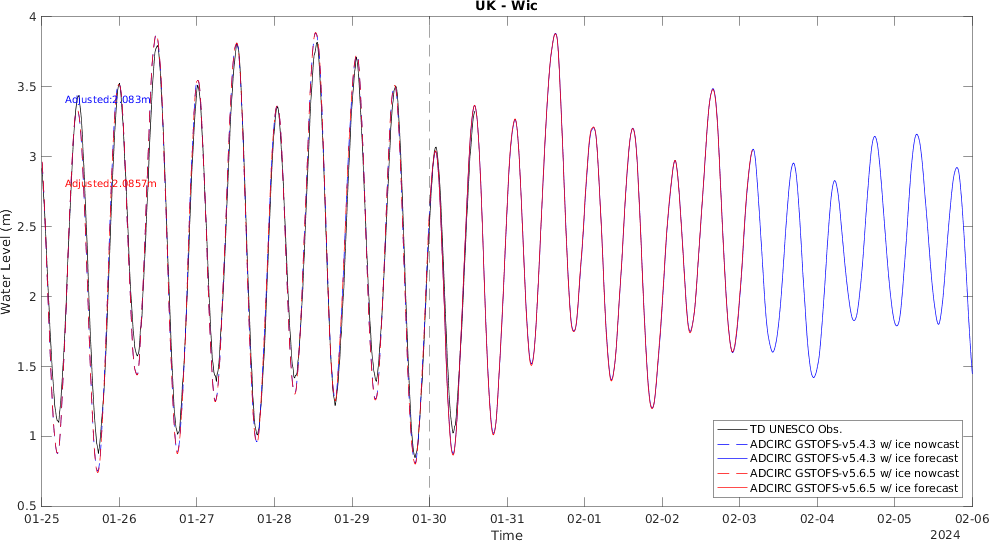 UK - Wic
4
3.5
3
2.5
2
1.5
1
0.5
Water Level (m)
Adjusted:2.083m
Adjusted:2.0857m
TD UNESCO Obs.
ADCIRC GSTOFS-v5.4.3 w/ ice nowcast
ADCIRC GSTOFS-v5.4.3 w/ ice forecast
ADCIRC GSTOFS-v5.6.5 w/ ice nowcast
ADCIRC GSTOFS-v5.6.5 w/ ice forecast
01-25 01-26 01-27 01-28 01-29 01-30 01-31 02-01 02-02 02-03 02-04 02-05 02-06
Time
2024